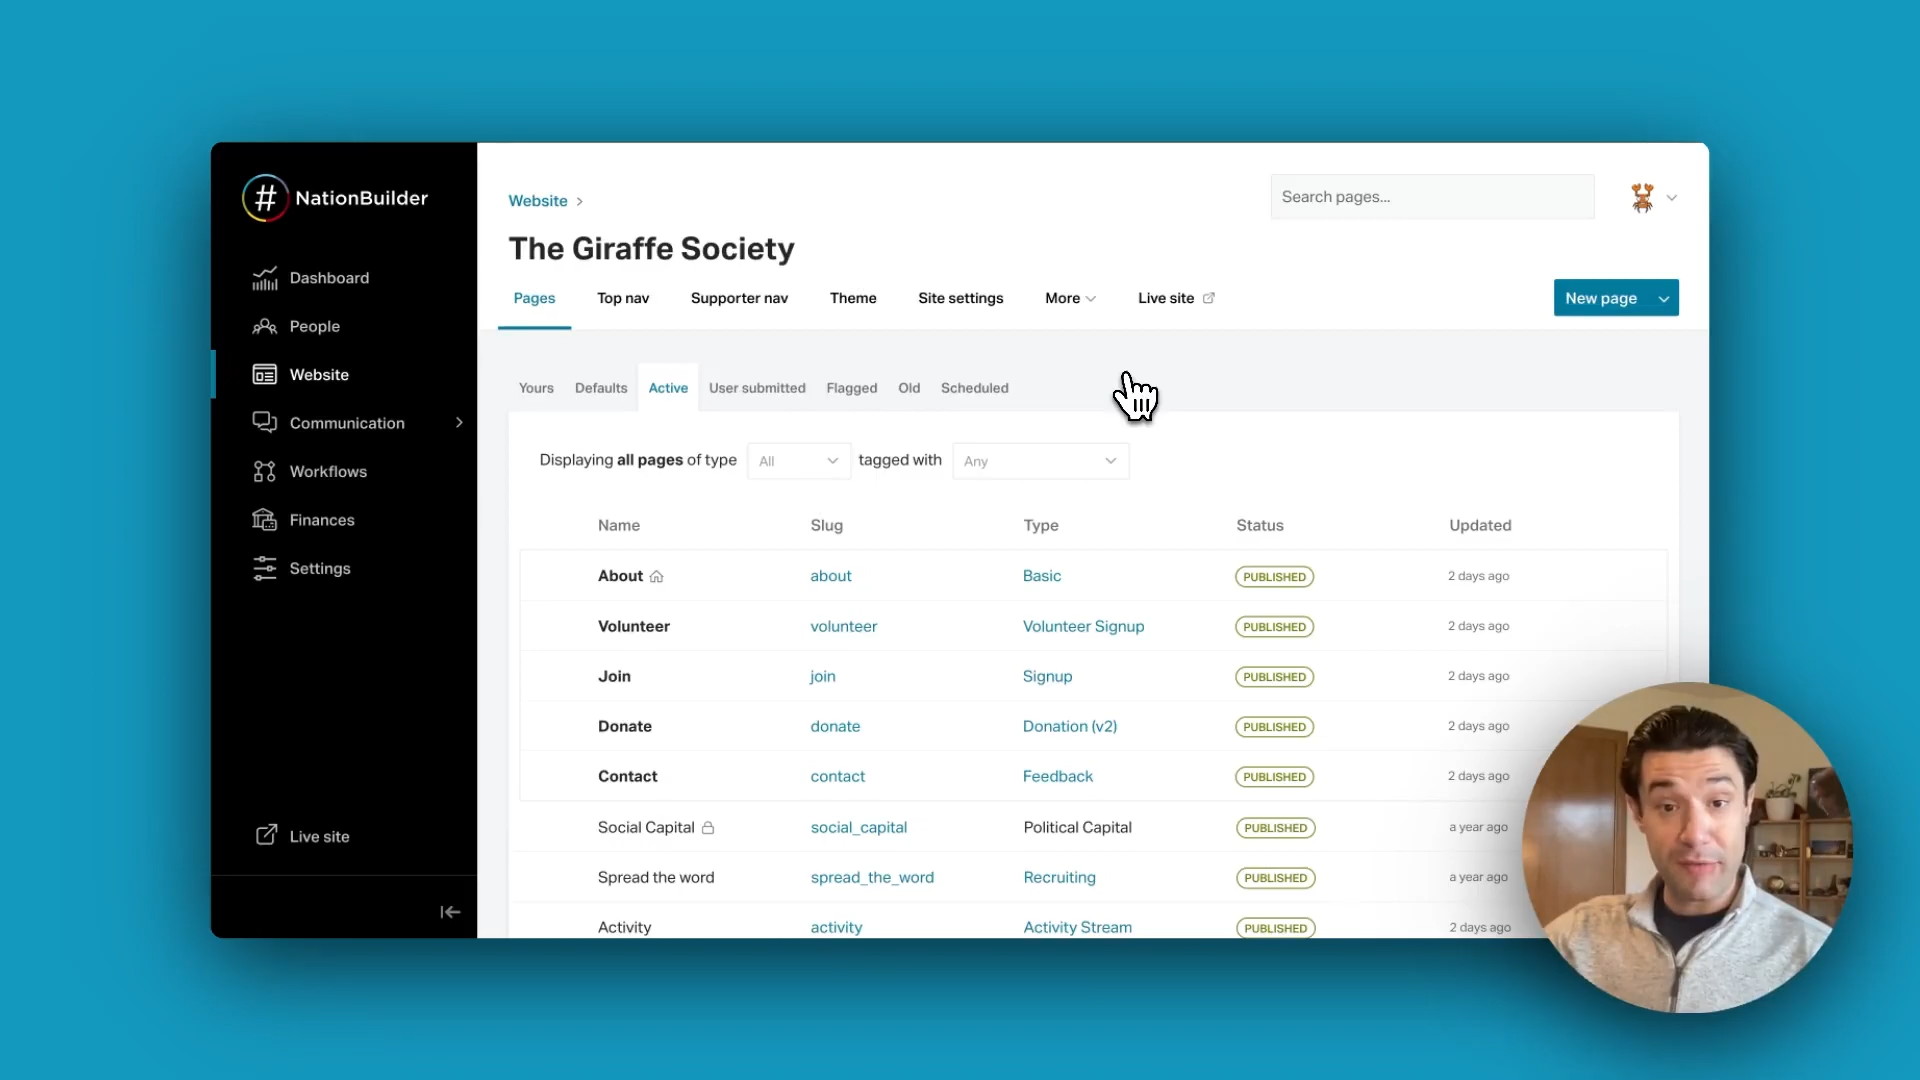 # NationBuilder
Dashboard
People
Website
Communication
Workflows
Finances
Settings
Live site
Website >
Search pages...
The Giraffe Society
Pages Top nav Supporter nav Theme Site settings More Live site
New page
Yours Defaults Active User submitted Flagged Old Scheduled
Displaying all pages of type All tagged with Any
Name Slug Type Status Updated
About about Basic PUBLISHED 2 days ago
Volunteer volunteer Volunteer Signup PUBLISHED 2 days ago
Join join Signup PUBLISHED 2 days ago
Donate donate Donation (v2) PUBLISHED 2 days ago
Contact contact Feedback PUBLISHED 2 days ago
Social Capital social_capital Political Capital PUBLISHED a year ago
Spread the word spread_the_word Recruiting PUBLISHED a year ago
Activity activity Activity Stream PUBLISHED 2 days ago